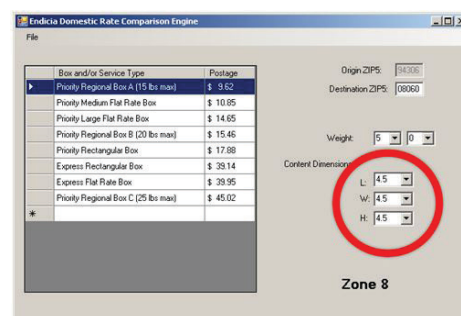 Endicia Domestic Rate Comparison Engine
File
Box and/or Service Type Postage
Priority Regional Box A (15 lbs max) $ 9.62
Priority Medium Flat Rate Box $ 10.85
Priority Large Flat Rate Box $ 14.65
Priority Regional Box B (20 lbs max) $ 15.46
Priority Rectangular Box $ 17.88
Express Rectangular Box $ 39.14
Express Flat Rate Box $ 39.95
Priority Regional Box C (25 lbs max) $ 45.02
Origin ZIP5: 94306
Destination ZIP5: 08060
Weight: 5 0
Content Dimensions
L: 4.5
W: 4.5
H: 4.5
Zone 8